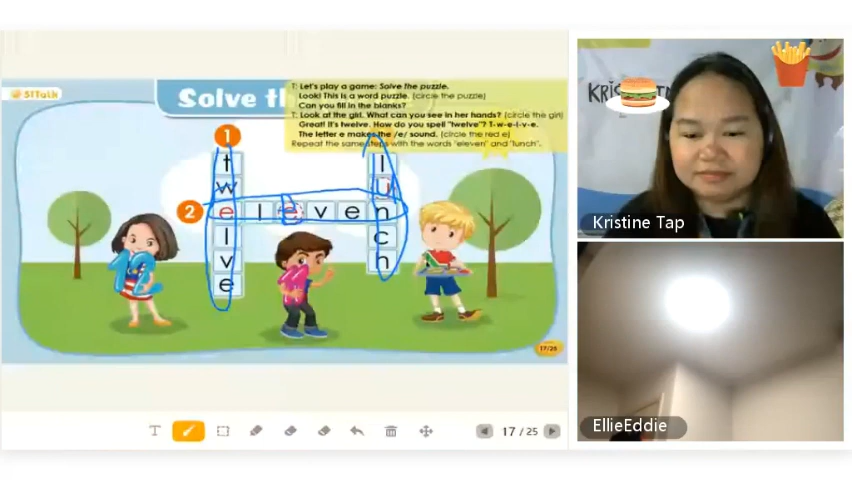 51Talk
Solve th
T: Let's play a game: Solve the puzzle.
Look! This is a word puzzle. (circle the puzzle)
Can you fill in the blanks?
T: Look at the girl. What can you see in her hands? (circle the girl)
Great! It's twelve. How do you spell "twelve"? T-w-e-l-v-e.
The letter e makes the /e/ sound. (circle the red e)
Repeat the same steps with the words "eleven" and "lunch".
1
t
w
2
e l e v e n
l
v
e
l
u
c
h
12
17/25
T
17 / 25
Kristine Tap
EllieEddie